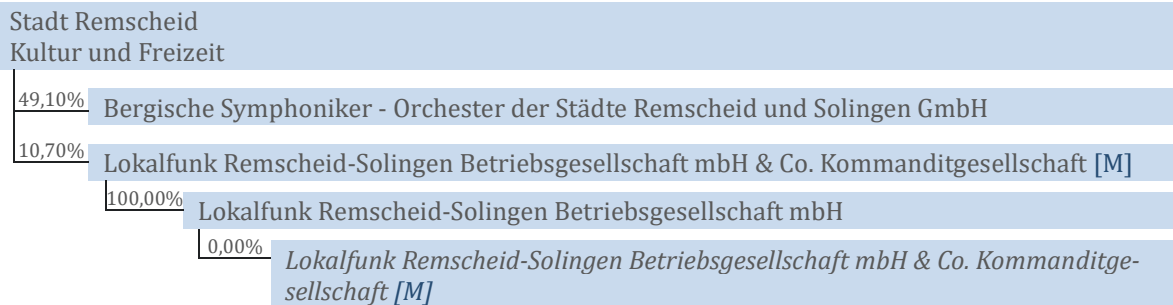 Stadt Remscheid
Kultur und Freizeit
49,10%
Bergische Symphoniker - Orchester der Städte Remscheid und Solingen GmbH
10,70%
Lokalfunk Remscheid-Solingen Betriebsgesellschaft mbH & Co. Kommanditgesellschaft [M]
100,00%
Lokalfunk Remscheid-Solingen Betriebsgesellschaft mbH
0,00%
Lokalfunk Remscheid-Solingen Betriebsgesellschaft mbH & Co. Kommanditge-
sellschaft [M]